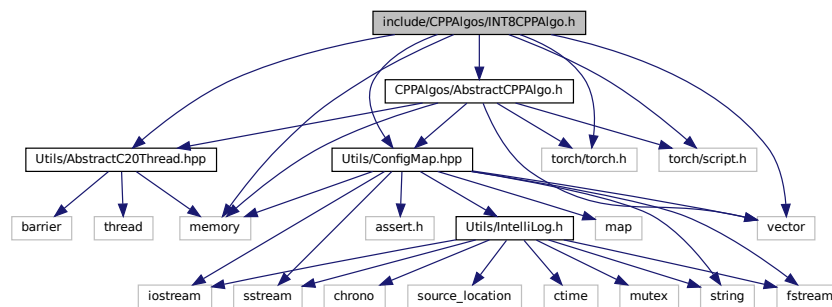 include/CPPAlgos/INT8CPPAlgo.h
CPPAlgos/AbstractCPPAlgo.h
Utils/AbstractC20Thread.hpp
Utils/ConfigMap.hpp
torch/torch.h
torch/script.h
barrier
thread
memory
assert.h
Utils/IntelliLog.h
map
vector
iostream
sstream
chrono
source_location
ctime
mutex
string
fstream